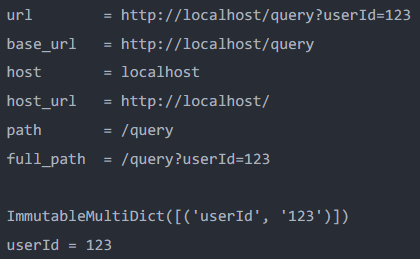 url        = http://localhost/query?userId=123
base_url   = http://localhost/query
host       = localhost
host_url   = http://localhost/
path       = /query
full_path  = /query?userId=123

ImmutableMultiDict([('userId', '123')])
userId = 123